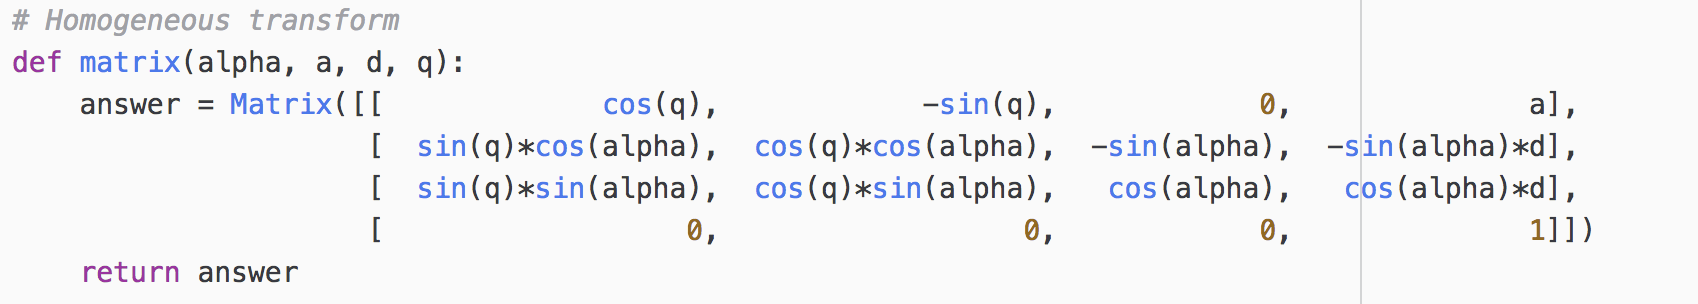 # Homogeneous transform
def matrix(alpha, a, d, q):
    answer = Matrix([[             cos(q),            -sin(q),            0,              a],
                     [  sin(q)*cos(alpha),  cos(q)*cos(alpha),  -sin(alpha),  -sin(alpha)*d],
                     [  sin(q)*sin(alpha),  cos(q)*sin(alpha),   cos(alpha),   cos(alpha)*d],
                     [                  0,                  0,            0,              1]])
    return answer